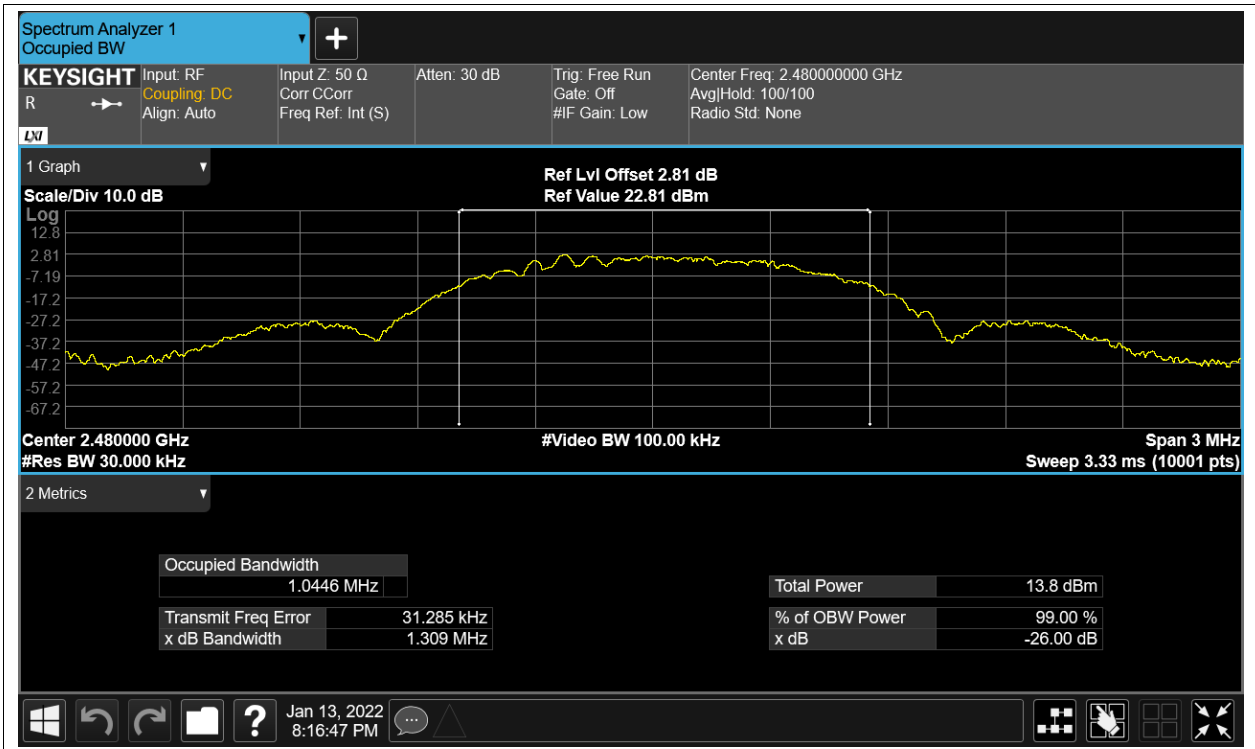 Spectrum Analyzer 1
Occupied BW
KEYSIGHT
R
LXI
Input: RF
Coupling: DC
Align: Auto
Input Z: 50 Ω
Corr CCorr
Freq Ref: Int (S)
Atten: 30 dB
Trig: Free Run
Gate: Off
#IF Gain: Low
Center Freq: 2.480000000 GHz
Avg|Hold: 100/100
Radio Std: None
1 Graph
Scale/Div 10.0 dB
Ref Lvl Offset 2.81 dB
Ref Value 22.81 dBm
Log
12.8
2.81
-7.19
-17.2
-27.2
-37.2
-47.2
-57.2
-67.2
Center 2.480000 GHz
#Res BW 30.000 kHz
#Video BW 100.00 kHz
Span 3 MHz
Sweep 3.33 ms (10001 pts)
2 Metrics
Occupied Bandwidth
1.0446 MHz
Transmit Freq Error 31.285 kHz
x dB Bandwidth 1.309 MHz
Total Power 13.8 dBm
% of OBW Power 99.00 %
x dB -26.00 dB
?
Jan 13, 2022
8:16:47 PM